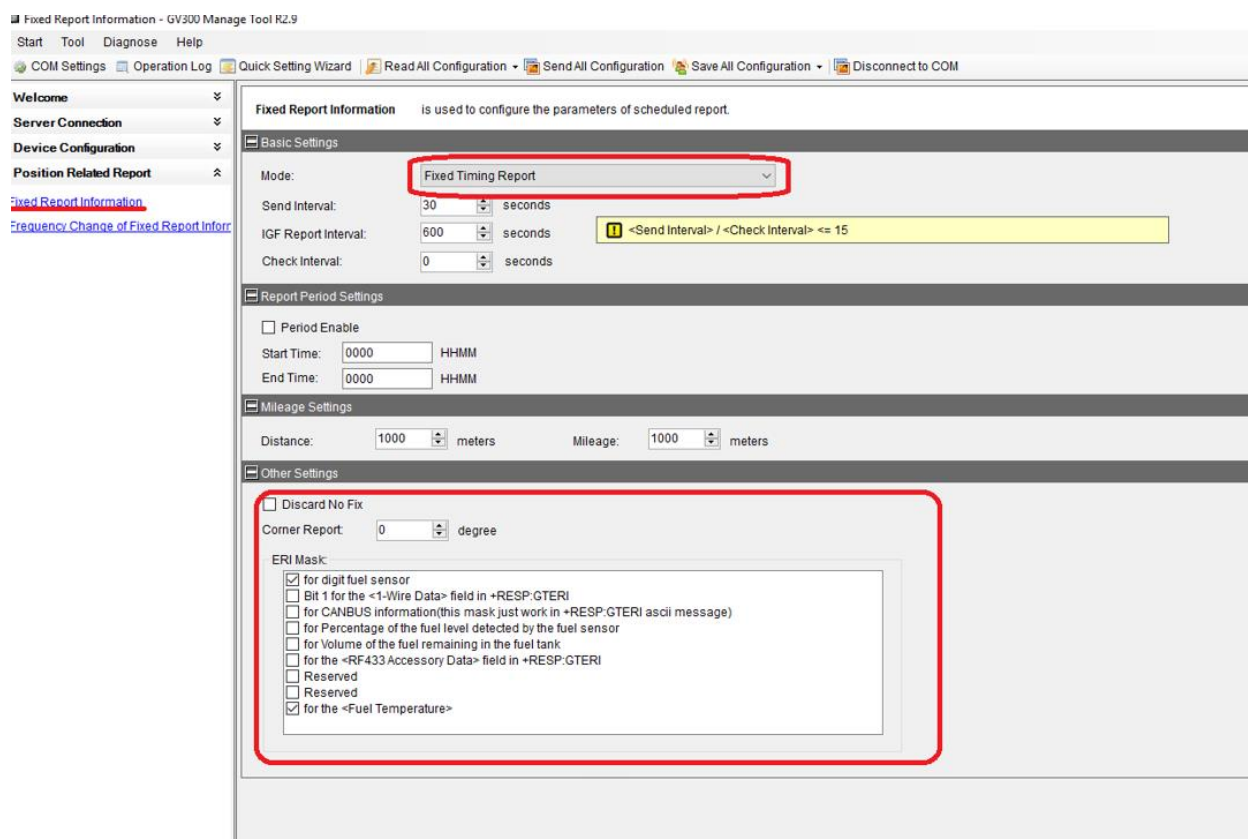 Fixed Report Information - GV300 Manage Tool R2.9
Start Tool Diagnose Help
COM Settings Operation Log Quick Setting Wizard Read All Configuration Send All Configuration Save All Configuration Disconnect to COM
Welcome
Server Connection
Device Configuration
Position Related Report
Fixed Report Information
Frequency Change of Fixed Report Inforr
Fixed Report Information is used to configure the parameters of scheduled report.
Basic Settings
Mode: Fixed Timing Report
Send Interval: 30 seconds
IGF Report Interval: 600 seconds
<Send Interval> / <Check Interval> <= 15
Check Interval: 0 seconds
Report Period Settings
Period Enable
Start Time: 0000 HHMM
End Time: 0000 HHMM
Mileage Settings
Distance: 1000 meters Mileage: 1000 meters
Other Settings
Discard No Fix
Corner Report: 0 degree
ERI Mask:
for digit fuel sensor
Bit 1 for the <1-Wire Data> field in +RESP:GTERI
for CANBUS information(this mask just work in +RESP:GTERI ascii message)
for Percentage of the fuel level detected by the fuel sensor
for Volume of the fuel remaining in the fuel tank
for the <RF433 Accessory Data> field in +RESP:GTERI
Reserved
Reserved
for the <Fuel Temperature>